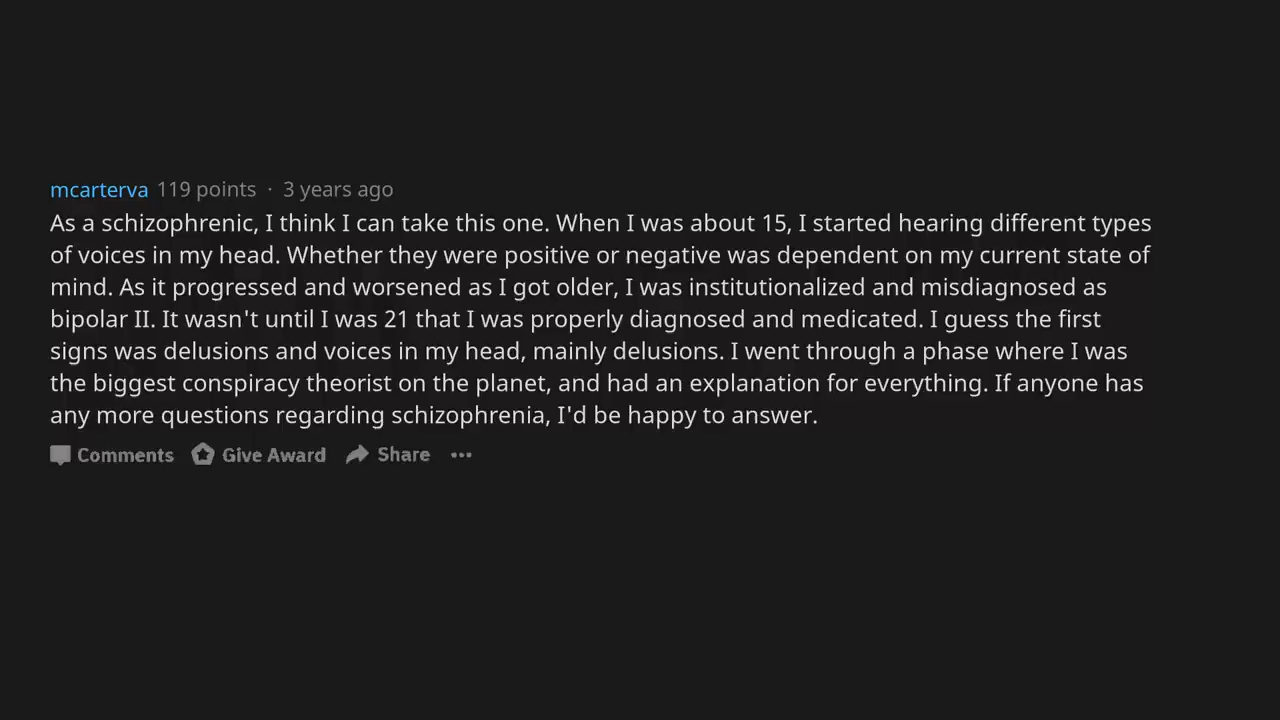 mcarterva 119 points · 3 years ago
As a schizophrenic, I think I can take this one. When I was about 15, I started hearing different types
of voices in my head. Whether they were positive or negative was dependent on my current state of
mind. As it progressed and worsened as I got older, I was institutionalized and misdiagnosed as
bipolar II. It wasn't until I was 21 that I was properly diagnosed and medicated. I guess the first
signs was delusions and voices in my head, mainly delusions. I went through a phase where I was
the biggest conspiracy theorist on the planet, and had an explanation for everything. If anyone has
any more questions regarding schizophrenia, I'd be happy to answer.
Comments Give Award Share ···